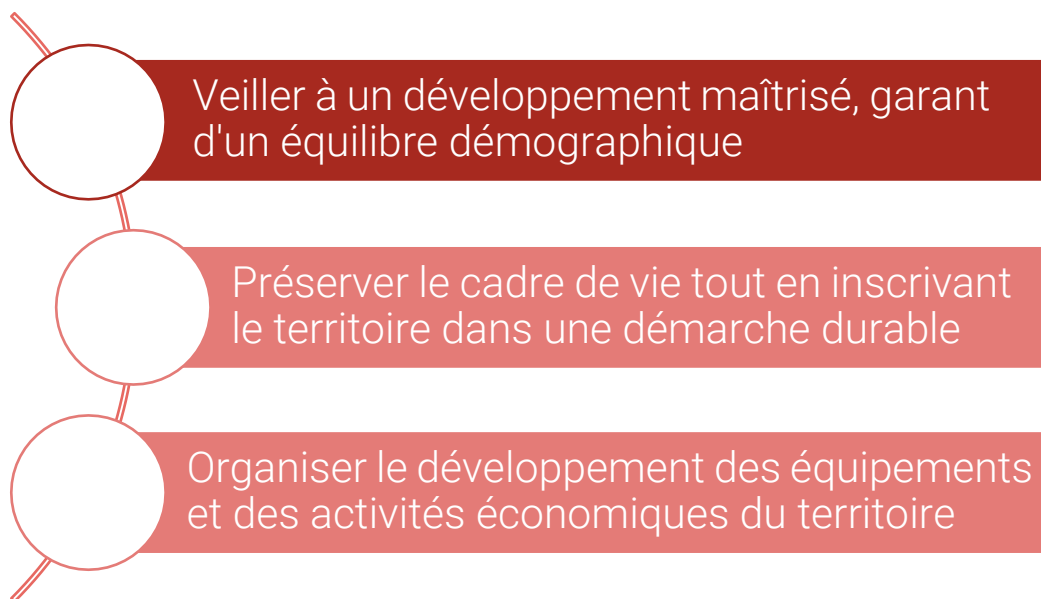 Veiller à un développement maîtrisé, garant
d'un équilibre démographique
Préserver le cadre de vie tout en inscrivant
le territoire dans une démarche durable
Organiser le développement des équipements
et des activités économiques du territoire